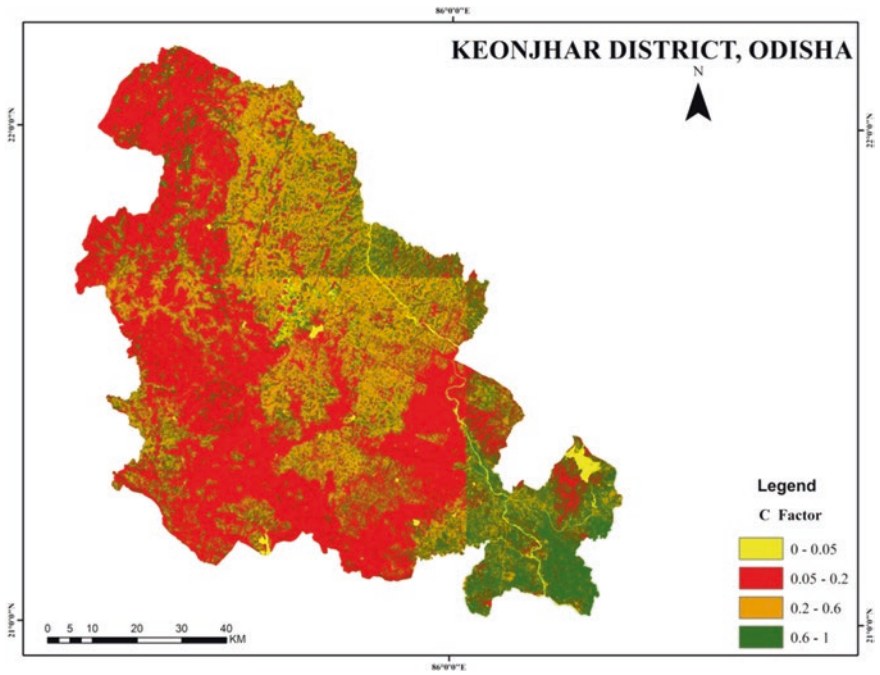 86°0'0"E
KEONJHAR DISTRICT, ODISHA
N
22°0'0"N
22°0'0"N
Legend
C Factor
0 - 0.05
0.05 - 0.2
0.2 - 0.6
0.6 - 1
21°0'0"N
21°0'0"N
0 5 10 20 30 40
KM
86°0'0"E